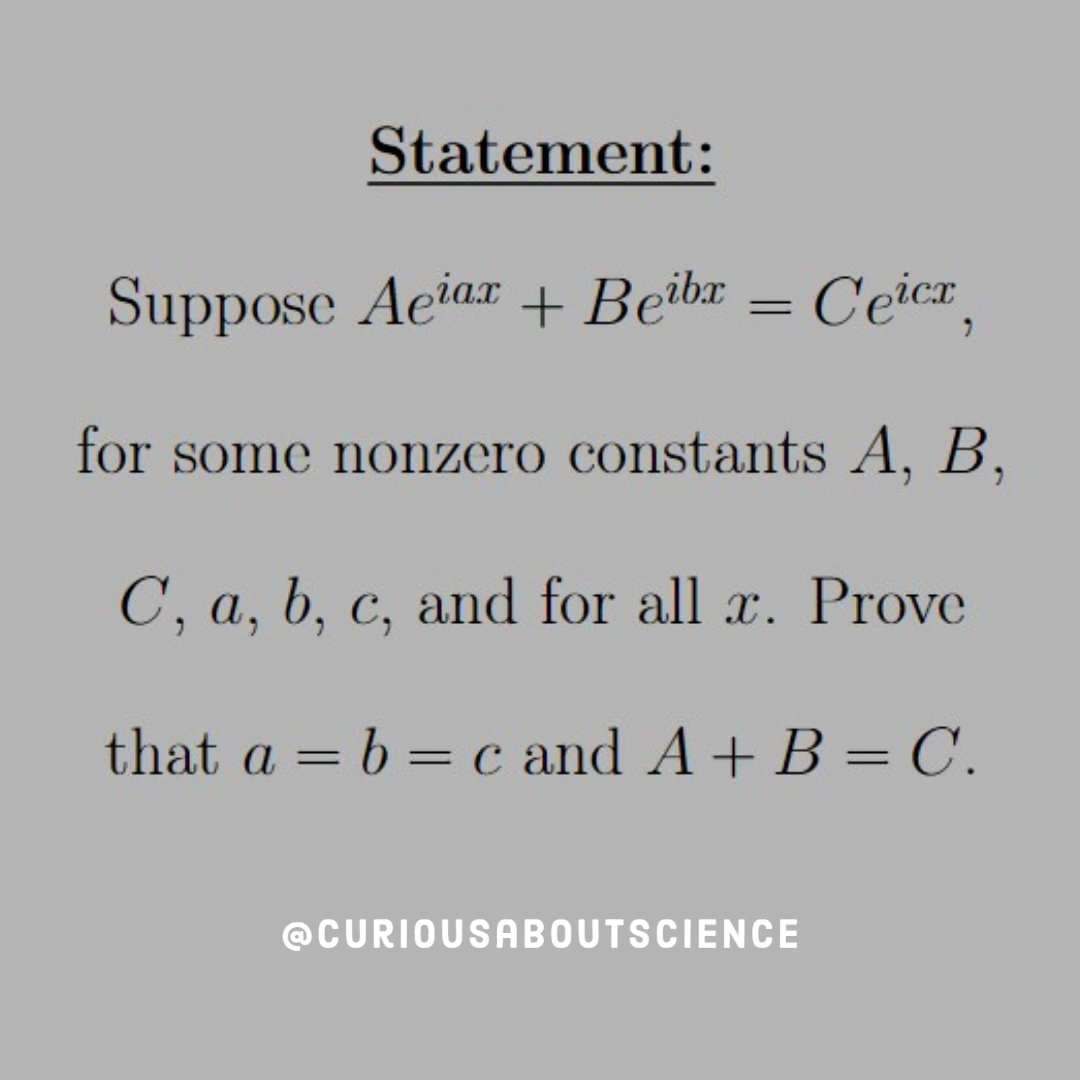 Statement:
Suppose $Ae^{iax} + Be^{ibx} = Ce^{icx}$,
for some nonzero constants $A$, $B$,
$C$, $a$, $b$, $c$, and for all $x$. Prove
that $a = b = c$ and $A + B = C$.
@CURIOUSABOUTSCIENCE